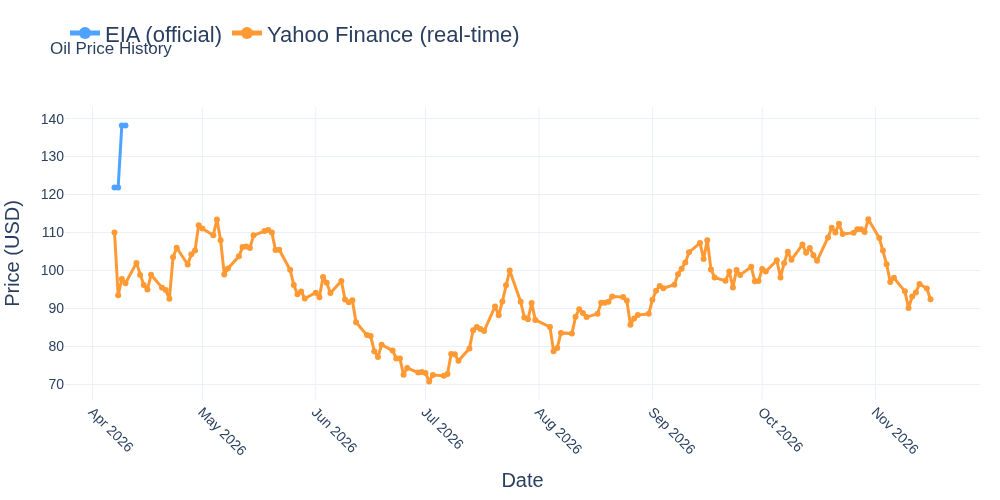 EIA (official) Yahoo Finance (real-time)
Oil Price History
140
130
120
110
100
90
80
70
Price (USD)
Apr 2026 May 2026 Jun 2026 Jul 2026 Aug 2026 Sep 2026 Oct 2026 Nov 2026
Date